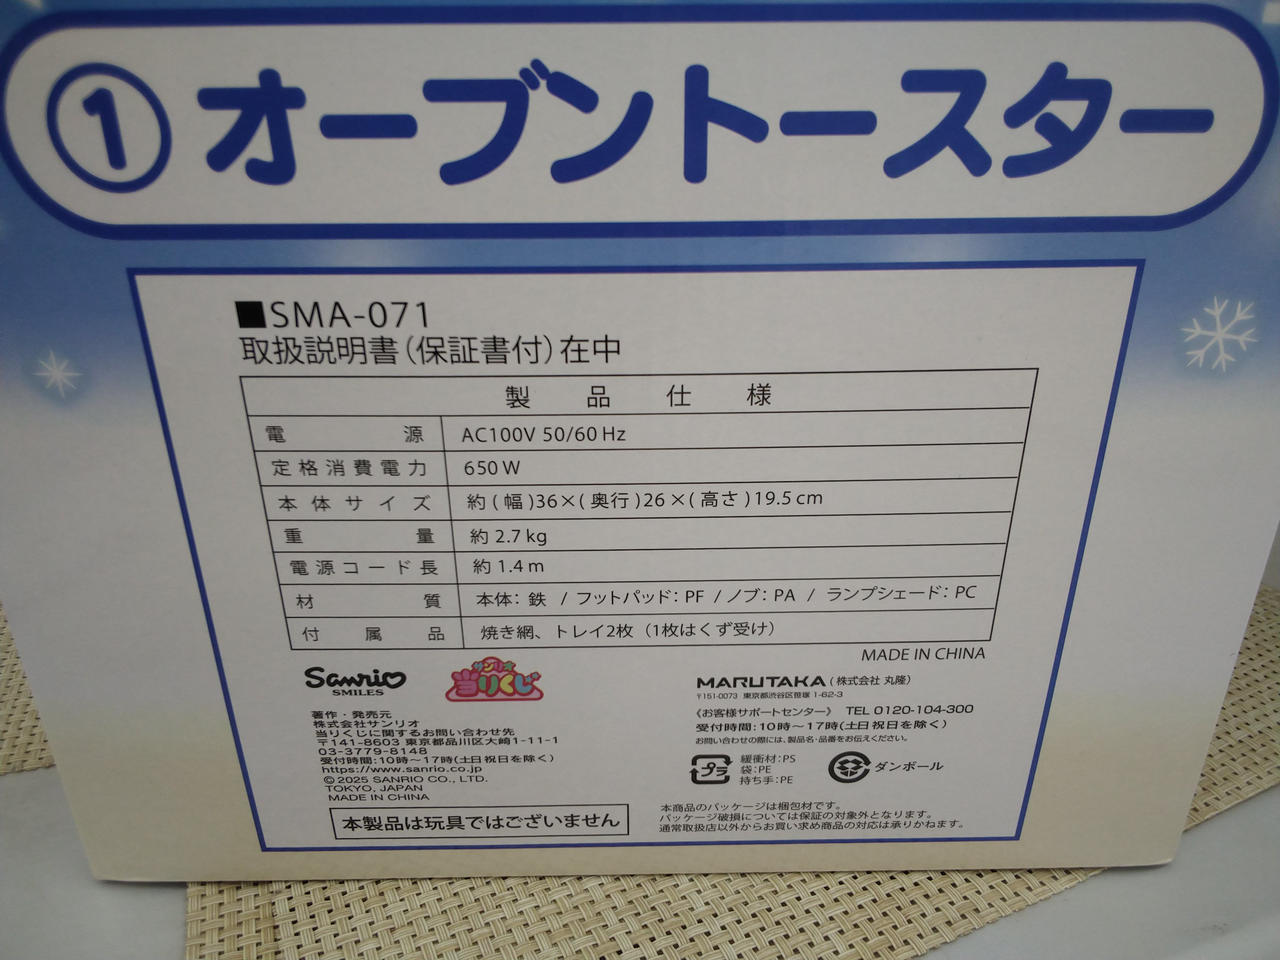 ① オーブントースター
■SMA-071
取扱説明書(保証書付)在中
製品仕様
電源 AC100V 50/60 Hz
定格消費電力 650 W
本体サイズ 約(幅)36×(奥行)26×(高さ)19.5 cm
重量 約 2.7 kg
電源コード長 約 1.4 m
材質 本体:鉄 / フットパッド:PF / ノブ:PA / ランプシェード:PC
付属品 焼き網、トレイ2枚(1枚はくず受け)
MADE IN CHINA
Sanrio
SMILES
サンリオ
当りくじ
著作・発売元
株式会社サンリオ
当りくじに関するお問い合わせ先
〒141-8603 東京都品川区大崎1-11-1
03-3779-8148
受付時間:10時〜17時(土日祝日を除く)
https://www.sanrio.co.jp
© 2025 SANRIO CO., LTD.
TOKYO, JAPAN
MADE IN CHINA
本製品は玩具ではございません
MARUTAKA(株式会社 丸隆)
〒151-0073 東京都渋谷区笹塚 1-62-3
《お客様サポートセンター》 TEL 0120-104-300
受付時間:10時〜17時(土日祝日を除く)
お問い合わせの際には、製品名・品番をお伝えください。
プラ
緩衝材:PS
袋:PE
持ち手:PE
ダンボール
本商品のパッケージは梱包材です。
パッケージ破損については保証の対象外となります。
通常取扱店以外からお買い求め商品の対応は承りかねます。